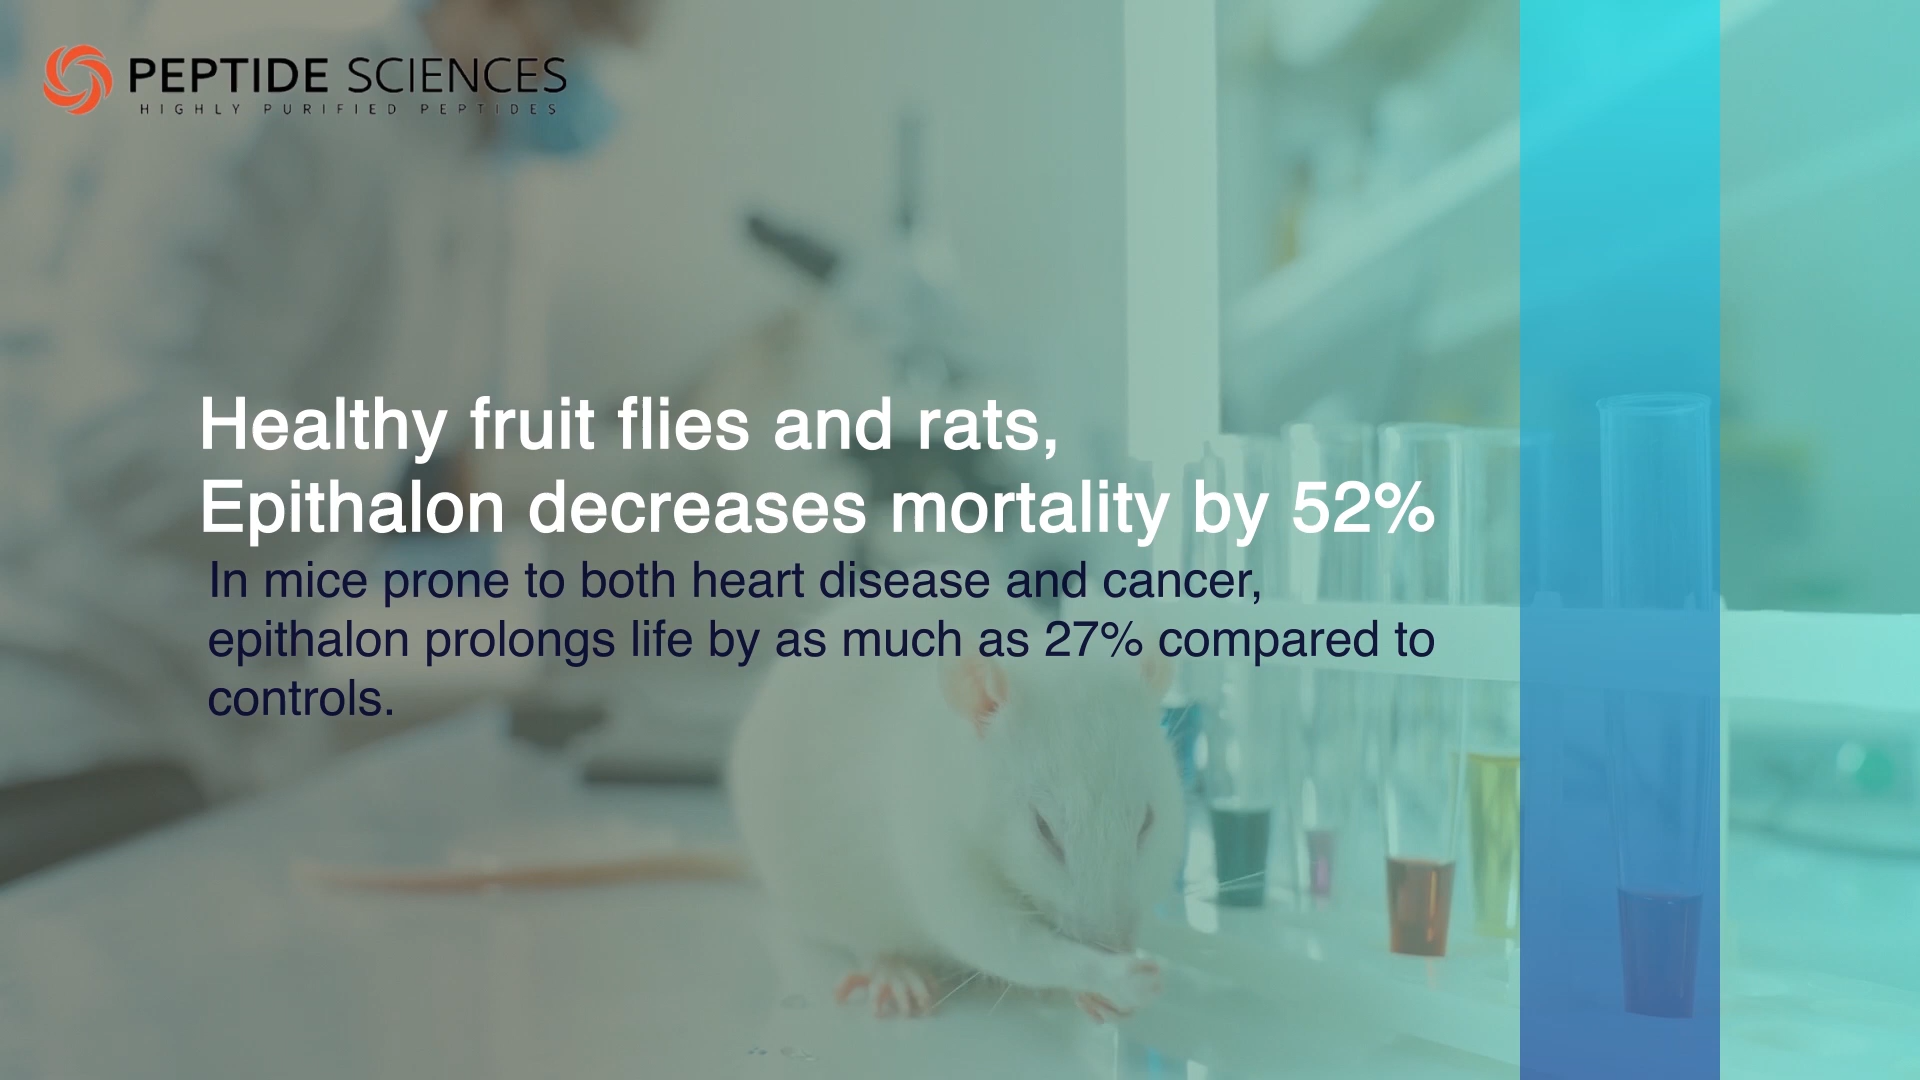 PEPTIDE SCIENCES
HIGHLY PURIFIED PEPTIDES
Healthy fruit flies and rats,
Epithalon decreases mortality by 52%
In mice prone to both heart disease and cancer,
epithalon prolongs life by as much as 27% compared to
controls.